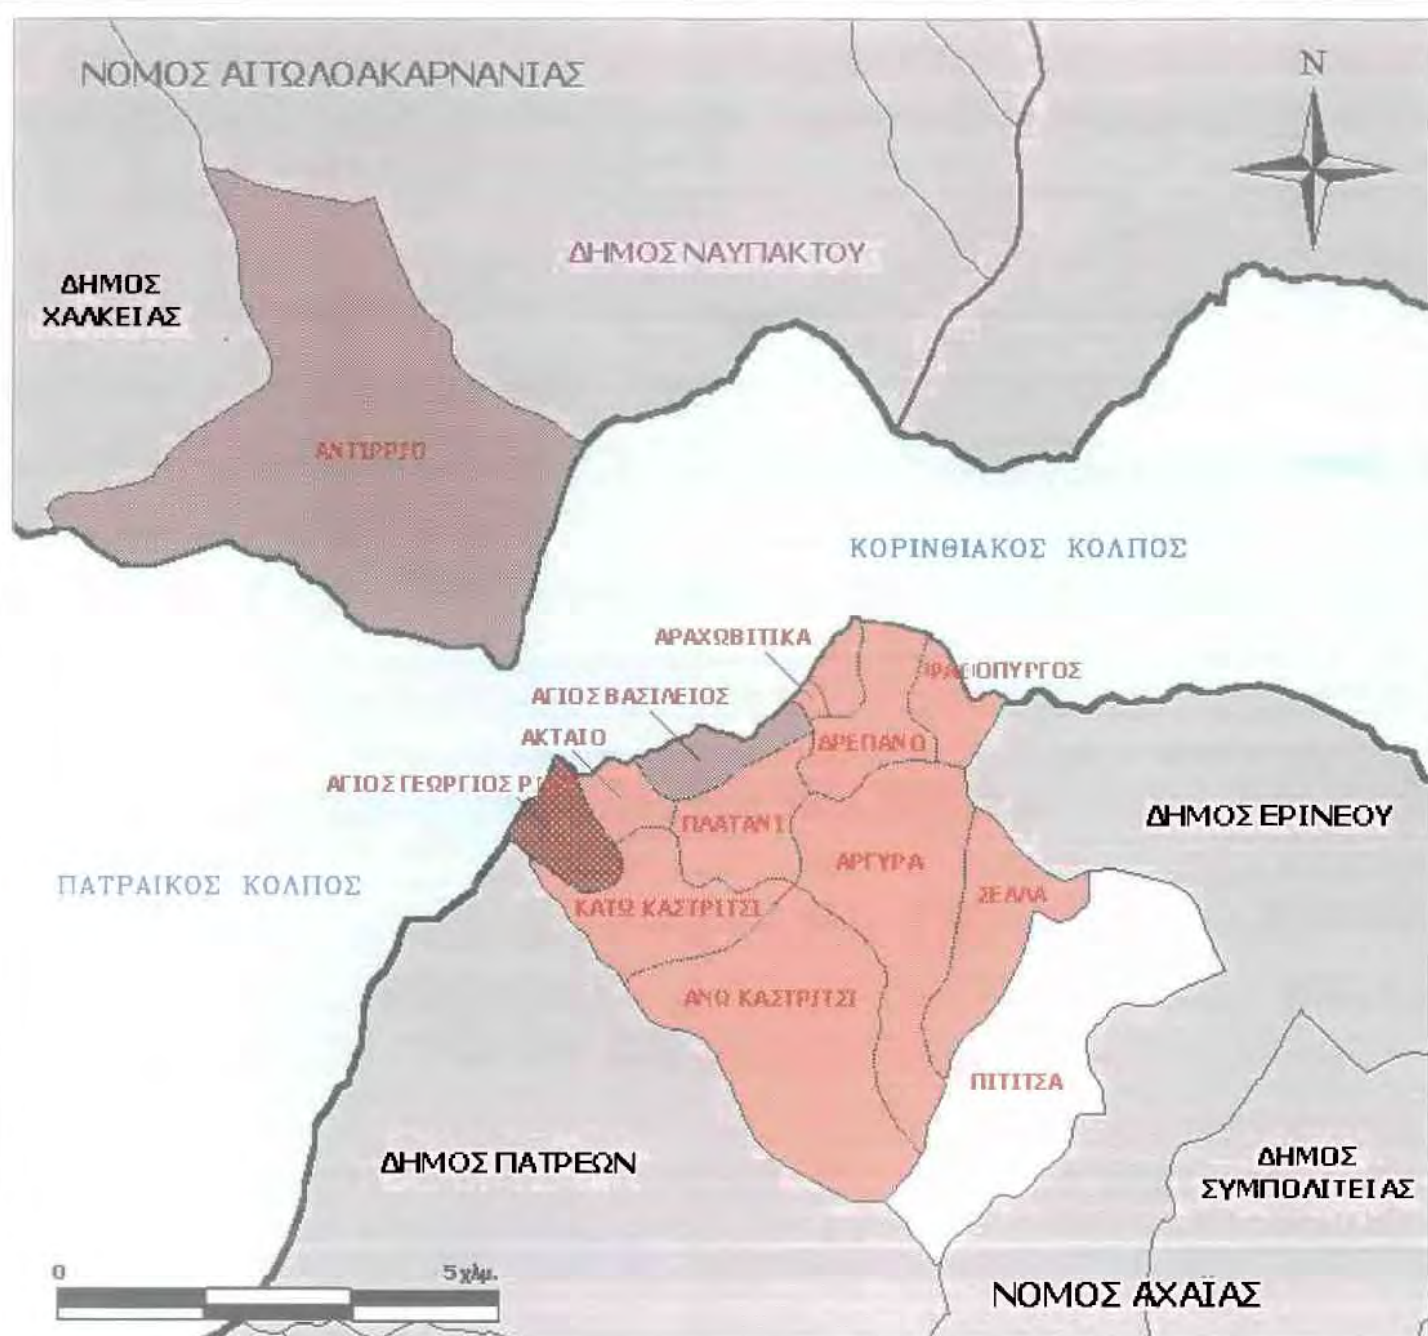 ΝΟΜΟΣ ΑΙΤΩΛΟΑΚΑΡΝΑΝΙΑΣ
N
ΔΗΜΟΣ ΝΑΥΠΑΚΤΟΥ
ΔΗΜΟΣ
ΧΑΛΚΕΙΑΣ
ΑΝΤΙΡΡΙΟ
ΚΟΡΙΝΘΙΑΚΟΣ ΚΟΛΠΟΣ
ΑΡΑΧΩΒΙΤΙΚΑ
ΑΓΙΟΣ ΒΑΣΙΛΕΙΟΣ
ΑΚΤΑΙΟ
ΔΡΕΠΑΝΟ
ΑΓΙΟΣ ΓΕΩΡΓΙΟΣ
ΔΗΜΟΣ ΕΡΙΝΕΟΥ
ΠΛΑΤΑΝΙ
ΑΡΓΥΡΑ
ΠΑΤΡΑΙΚΟΣ ΚΟΛΠΟΣ
ΣΕΛΛΑ
ΚΑΤΩ ΚΑΣΤΡΙΤΣΙ
ΑΝΩ ΚΑΣΤΡΙΤΣΙ
ΠΙΤΙΤΣΑ
ΔΗΜΟΣ ΠΑΤΡΕΩΝ
ΔΗΜΟΣ
ΣΥΜΠΟΛΙΤΕΙΑΣ
0 5 χλμ.
ΝΟΜΟΣ ΑΧΑΪΑΣ